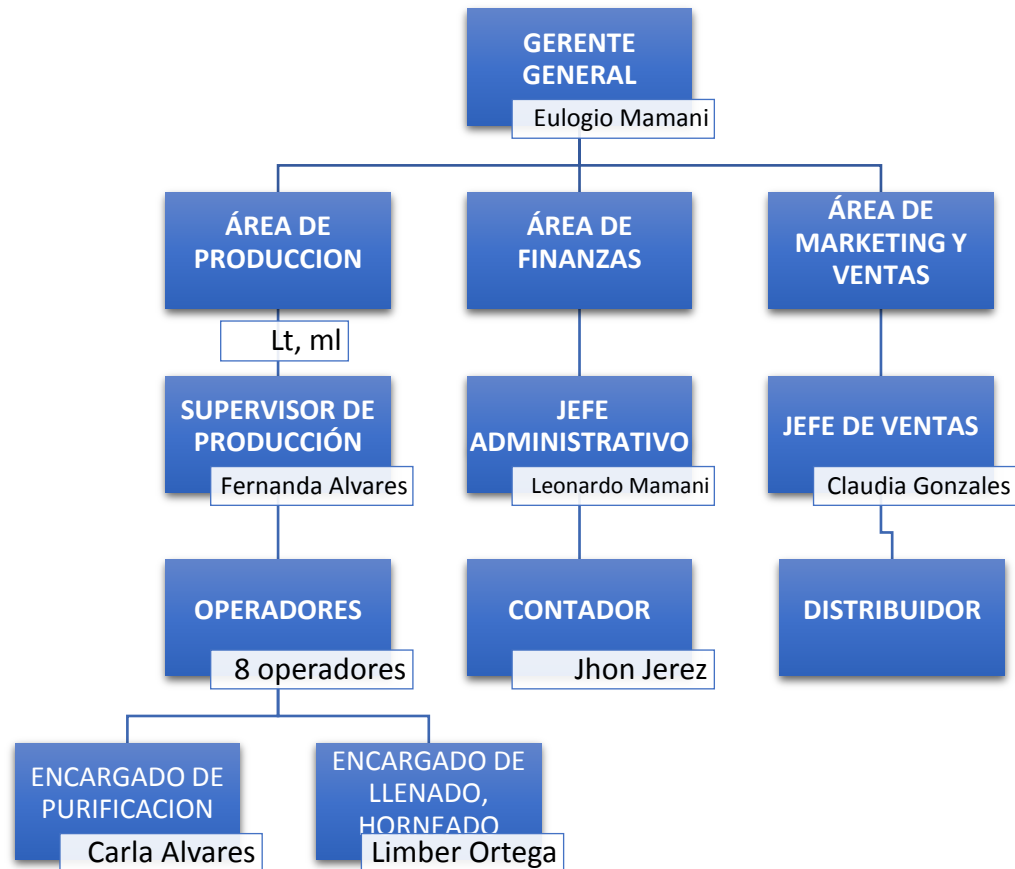 GERENTE
GENERAL
Eulogio Mamani
ÁREA DE
PRODUCCION
Lt, ml
ÁREA DE
FINANZAS
ÁREA DE
MARKETING Y
VENTAS
SUPERVISOR DE
PRODUCCIÓN
Fernanda Alvares
JEFE
ADMINISTRATIVO
Leonardo Mamani
JEFE DE VENTAS
Claudia Gonzales
OPERADORES
8 operadores
CONTADOR
Jhon Jerez
DISTRIBUIDOR
ENCARGADO DE
PURIFICACION
Carla Alvares
ENCARGADO DE
LLENADO,
HORNEADO
Limber Ortega